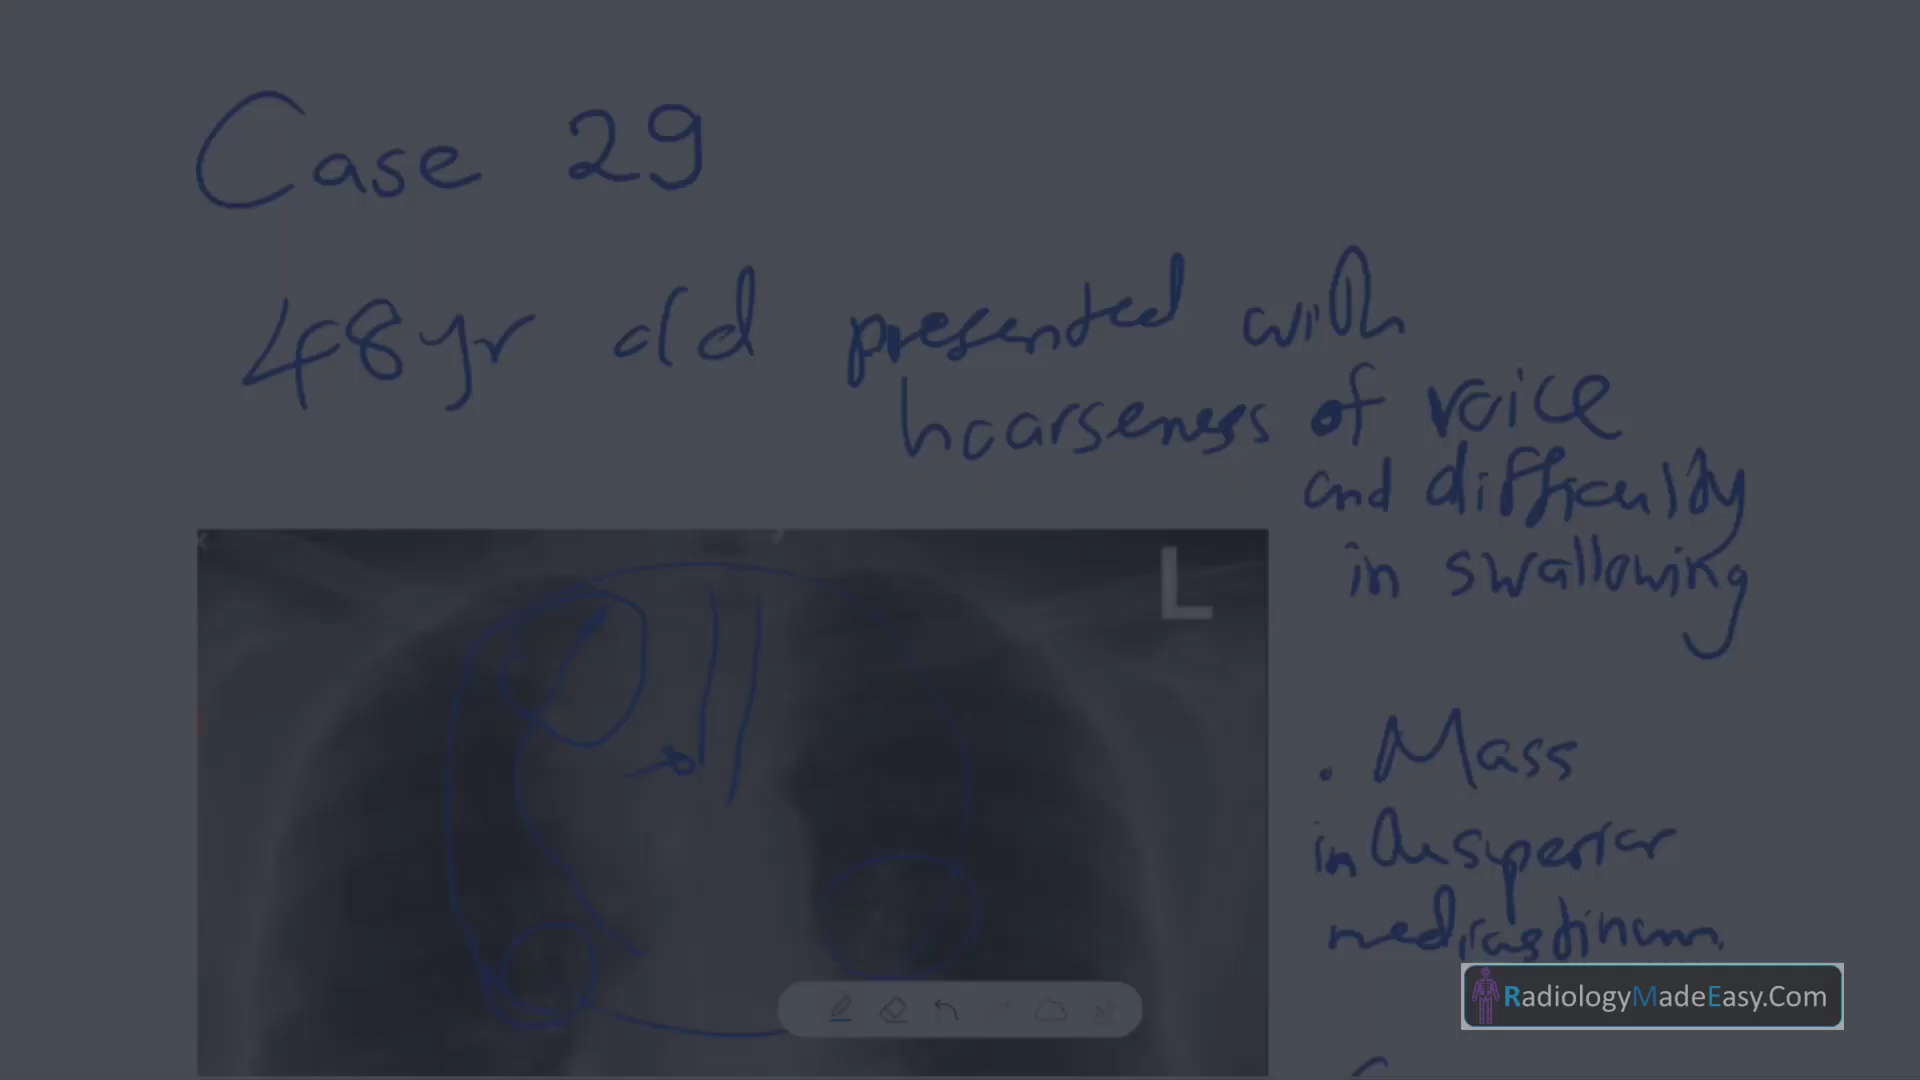 Case 29
48yr old presented with
hoarseness of voice
and difficulty
in swallowing
L
. Mass
in the superior
mediastinum.
RadiologyMadeEasy.Com